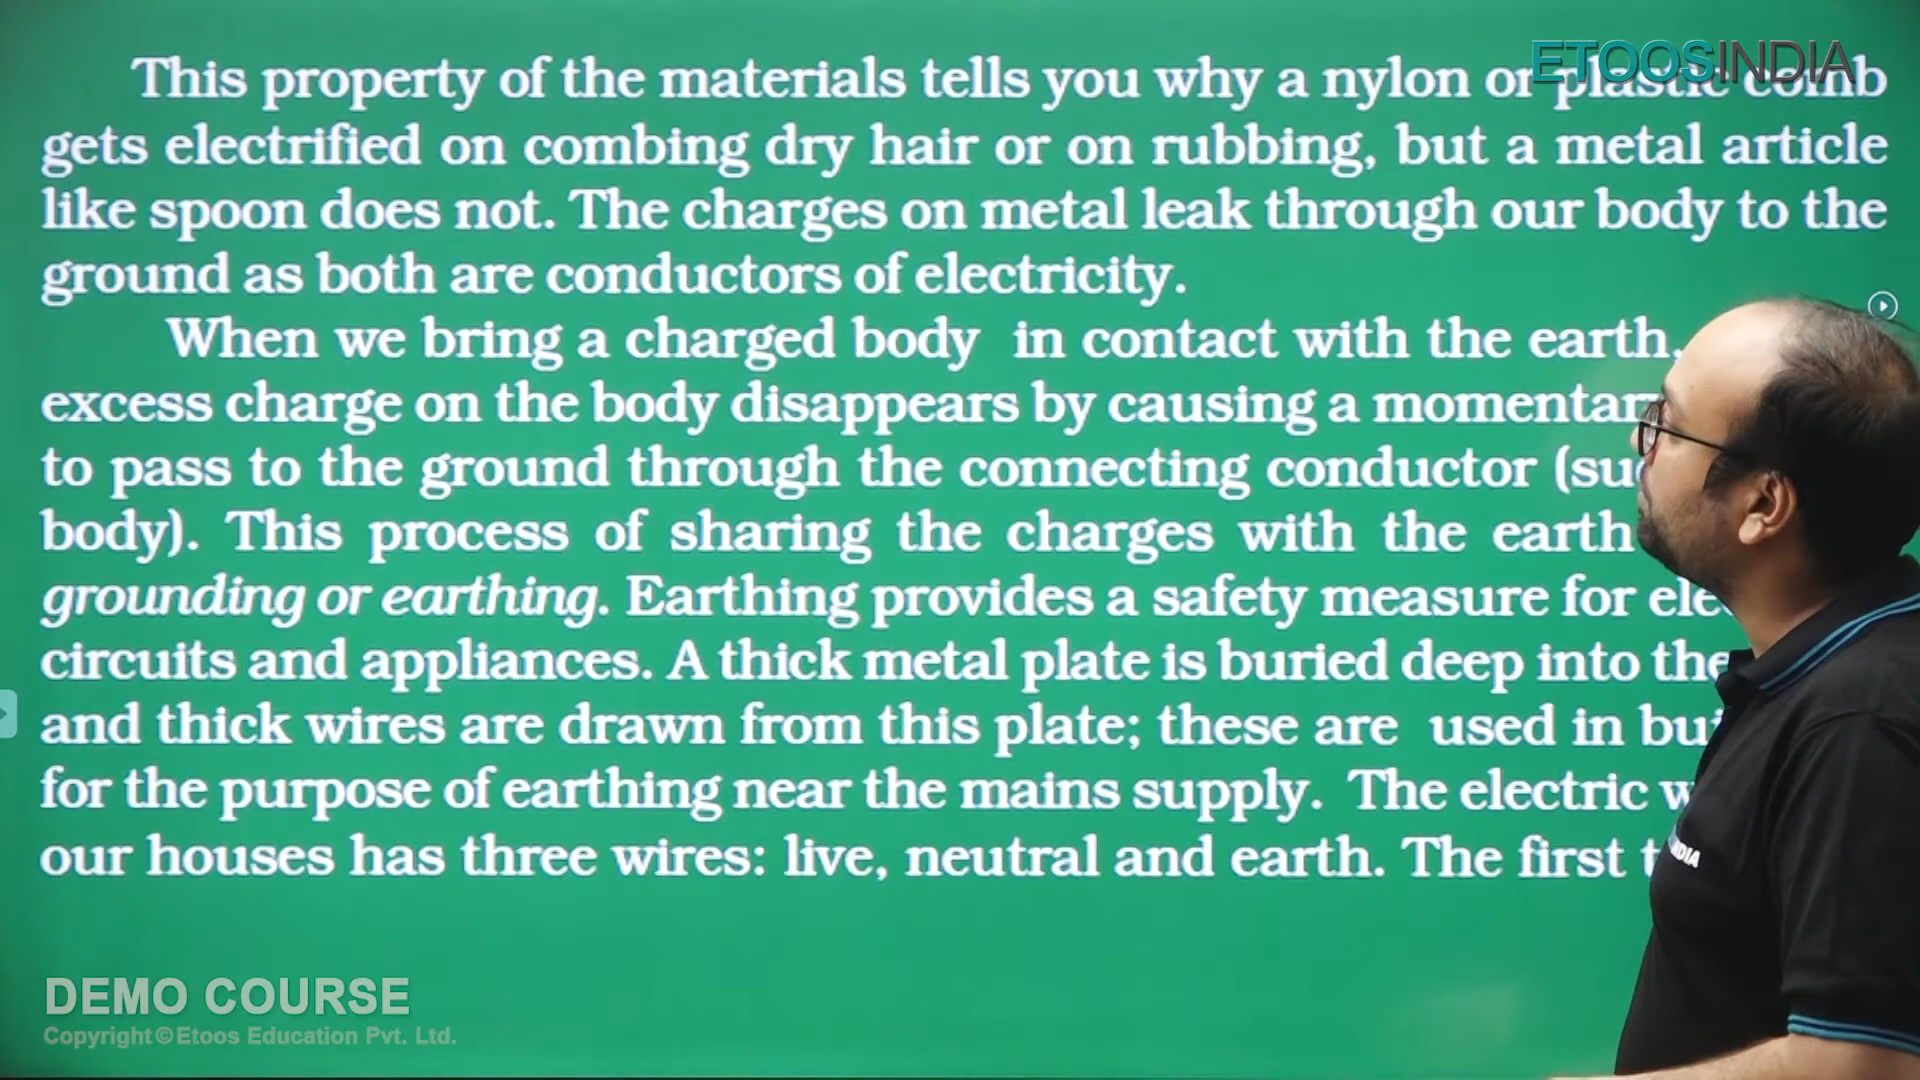 ETOOSINDIA
This property of the materials tells you why a nylon or plastic comb
gets electrified on combing dry hair or on rubbing, but a metal article
like spoon does not. The charges on metal leak through our body to the
ground as both are conductors of electricity.
When we bring a charged body in contact with the earth,
excess charge on the body disappears by causing a momentar
to pass to the ground through the connecting conductor (su
body). This process of sharing the charges with the earth
grounding or earthing. Earthing provides a safety measure for ele
circuits and appliances. A thick metal plate is buried deep into the
and thick wires are drawn from this plate; these are used in bui
for the purpose of earthing near the mains supply. The electric w
our houses has three wires: live, neutral and earth. The first t
DIA
DEMO COURSE
Copyright©Etoos Education Pvt. Ltd.